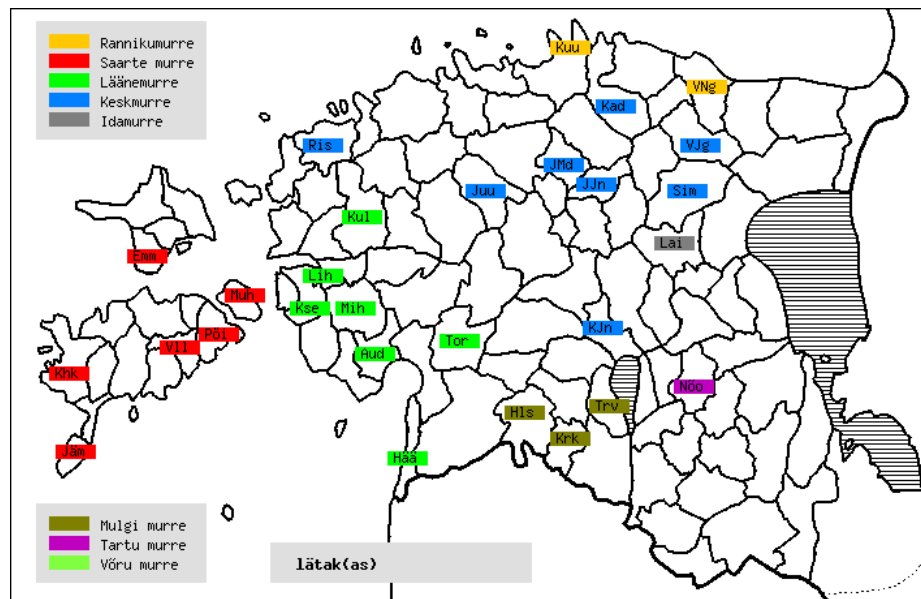 Rannikumurre
Saarte murre
Läänemurre
Keskmurre
Idamurre
Kuu
VNg
Kad
Ris
VJg
JMd
JJn
Juu
Sim
Kul
Lai
Emm
Lih
Muh
Kse
Mih
KJn
Pöi
Tor
Vll
Aud
Khk
Nõo
Trv
Hls
Krk
Jäm
Hää
Mulgi murre
Tartu murre
Võru murre
lätak(as)